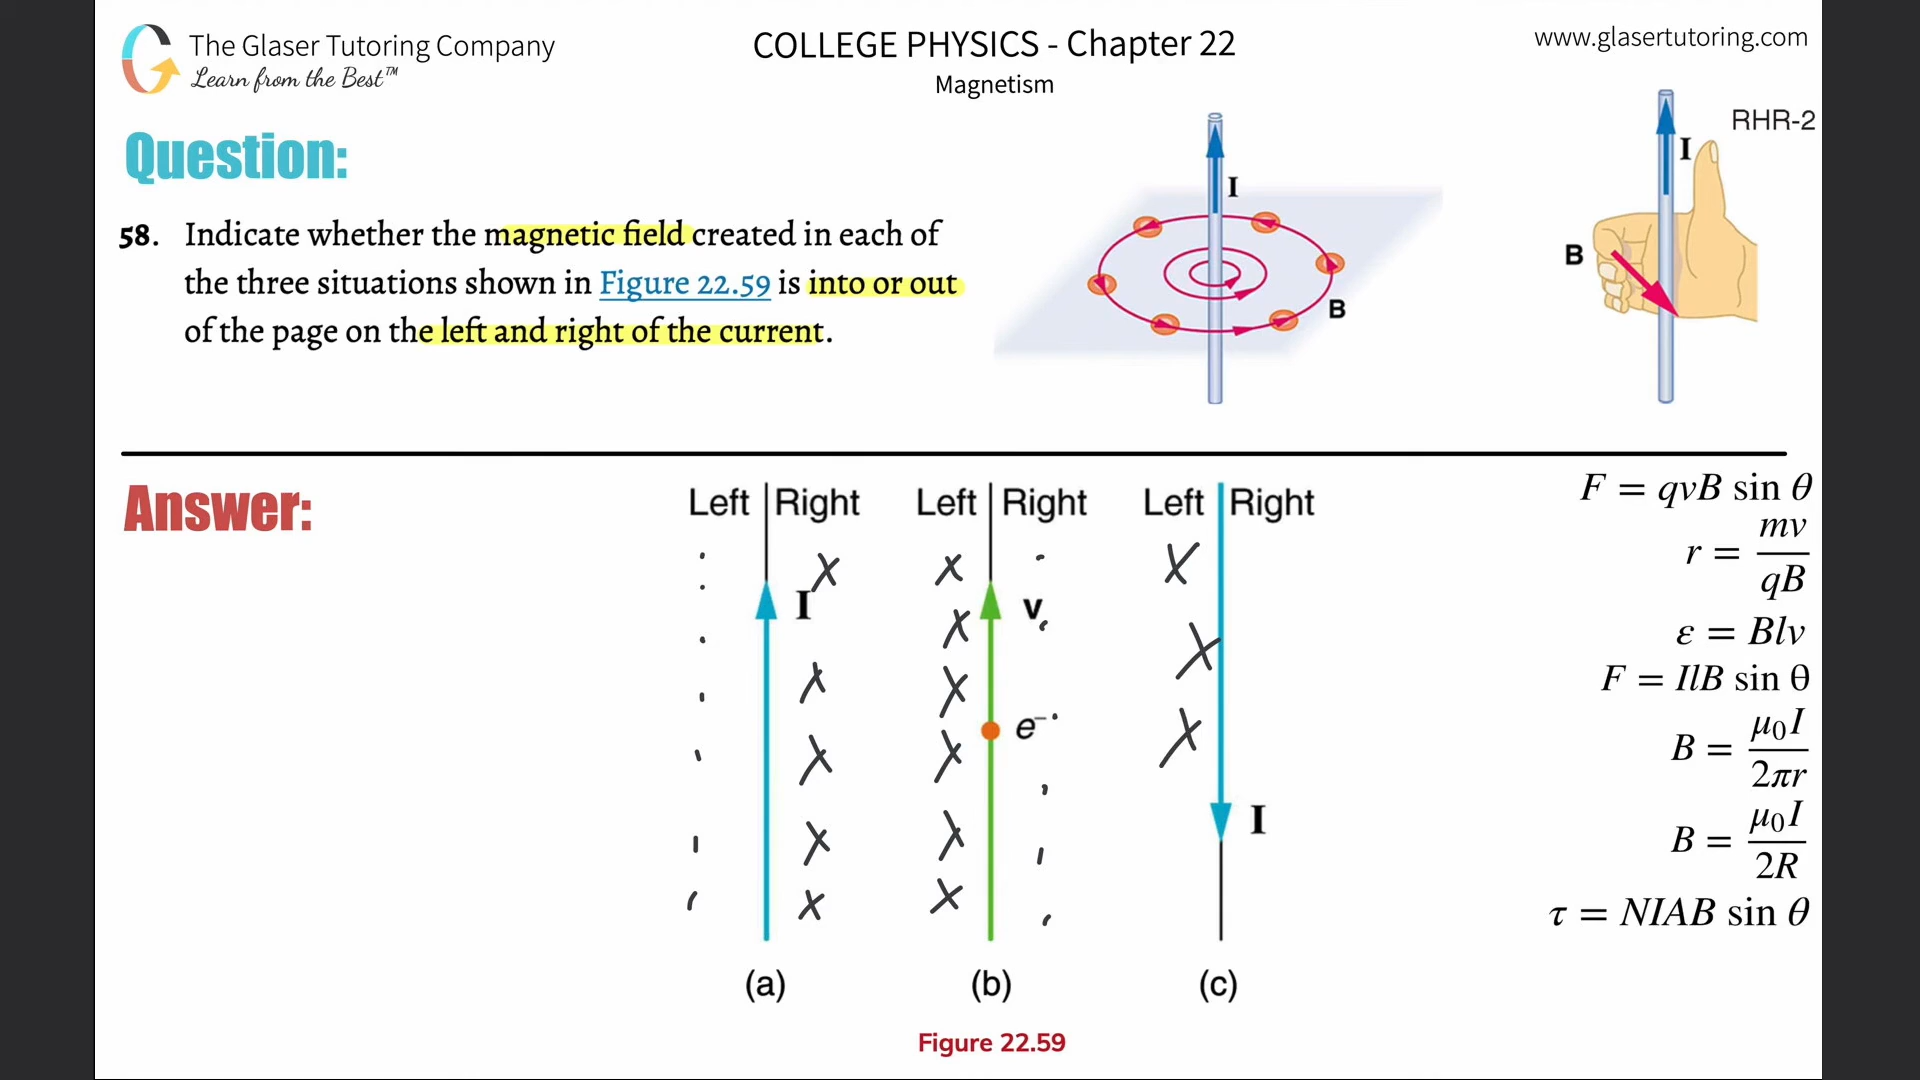 The Glaser Tutoring Company
Learn from the Best™
COLLEGE PHYSICS - Chapter 22
Magnetism
www.glasertutoring.com
Question:
58. Indicate whether the magnetic field created in each of
the three situations shown in Figure 22.59 is into or out
of the page on the left and right of the current.
I
B
RHR-2
I
B
Answer:
Left Right
I
X
X
X
X
X
(a)
Left Right
v
e⁻
X
X
X
X
X
X
(b)
Left Right
X
X
X
I
(c)
Figure 22.59
F = qvB sin θ
r = mv / qB
ε = Blv
F = IlB sin θ
B = μ₀I / 2πr
B = μ₀I / 2R
τ = NIAB sin θ